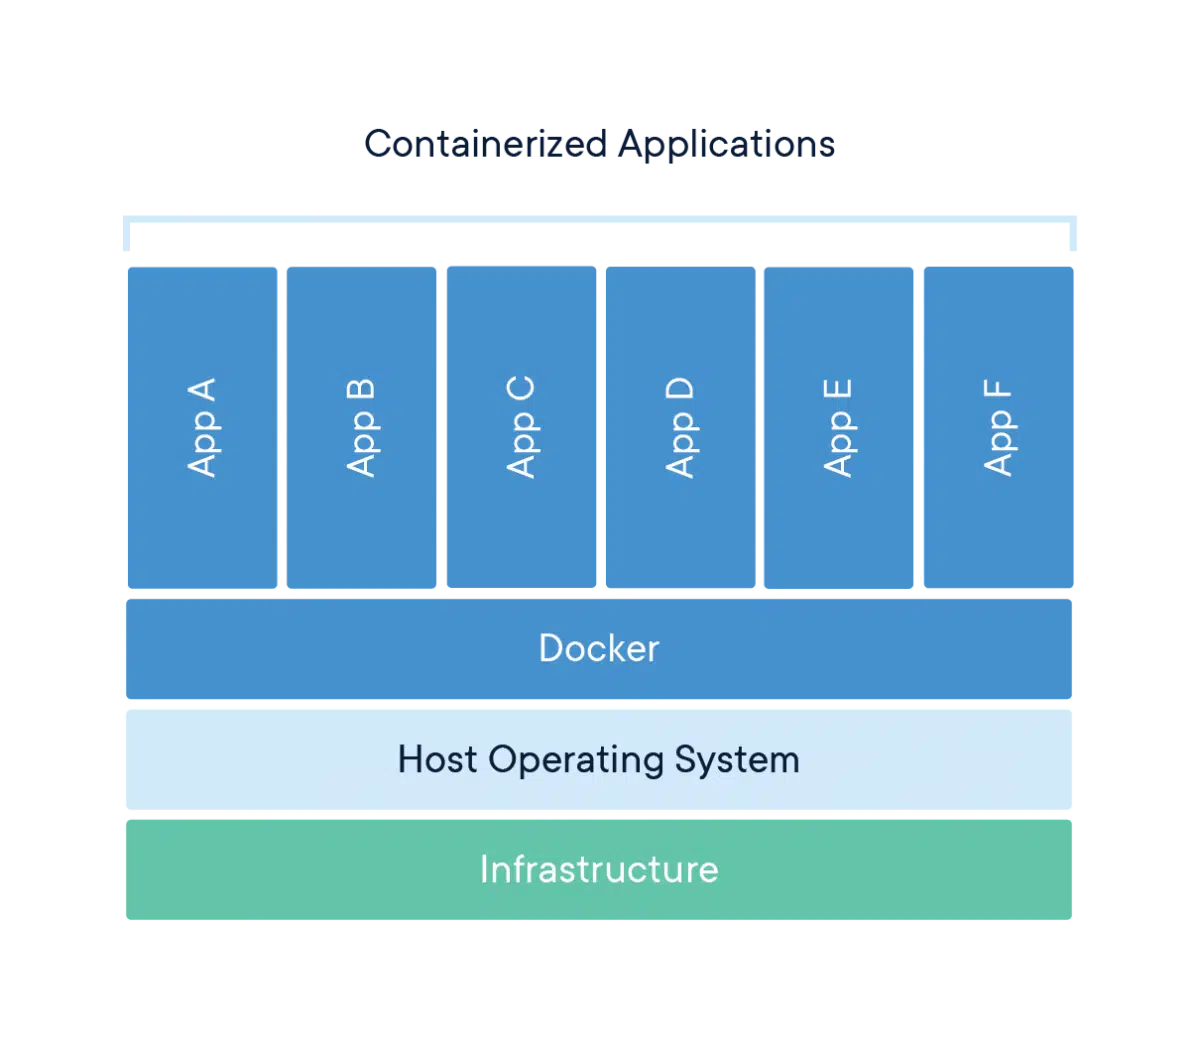 Containerized Applications
App A
App B
App C
App D
App E
App F
Docker
Host Operating System
Infrastructure